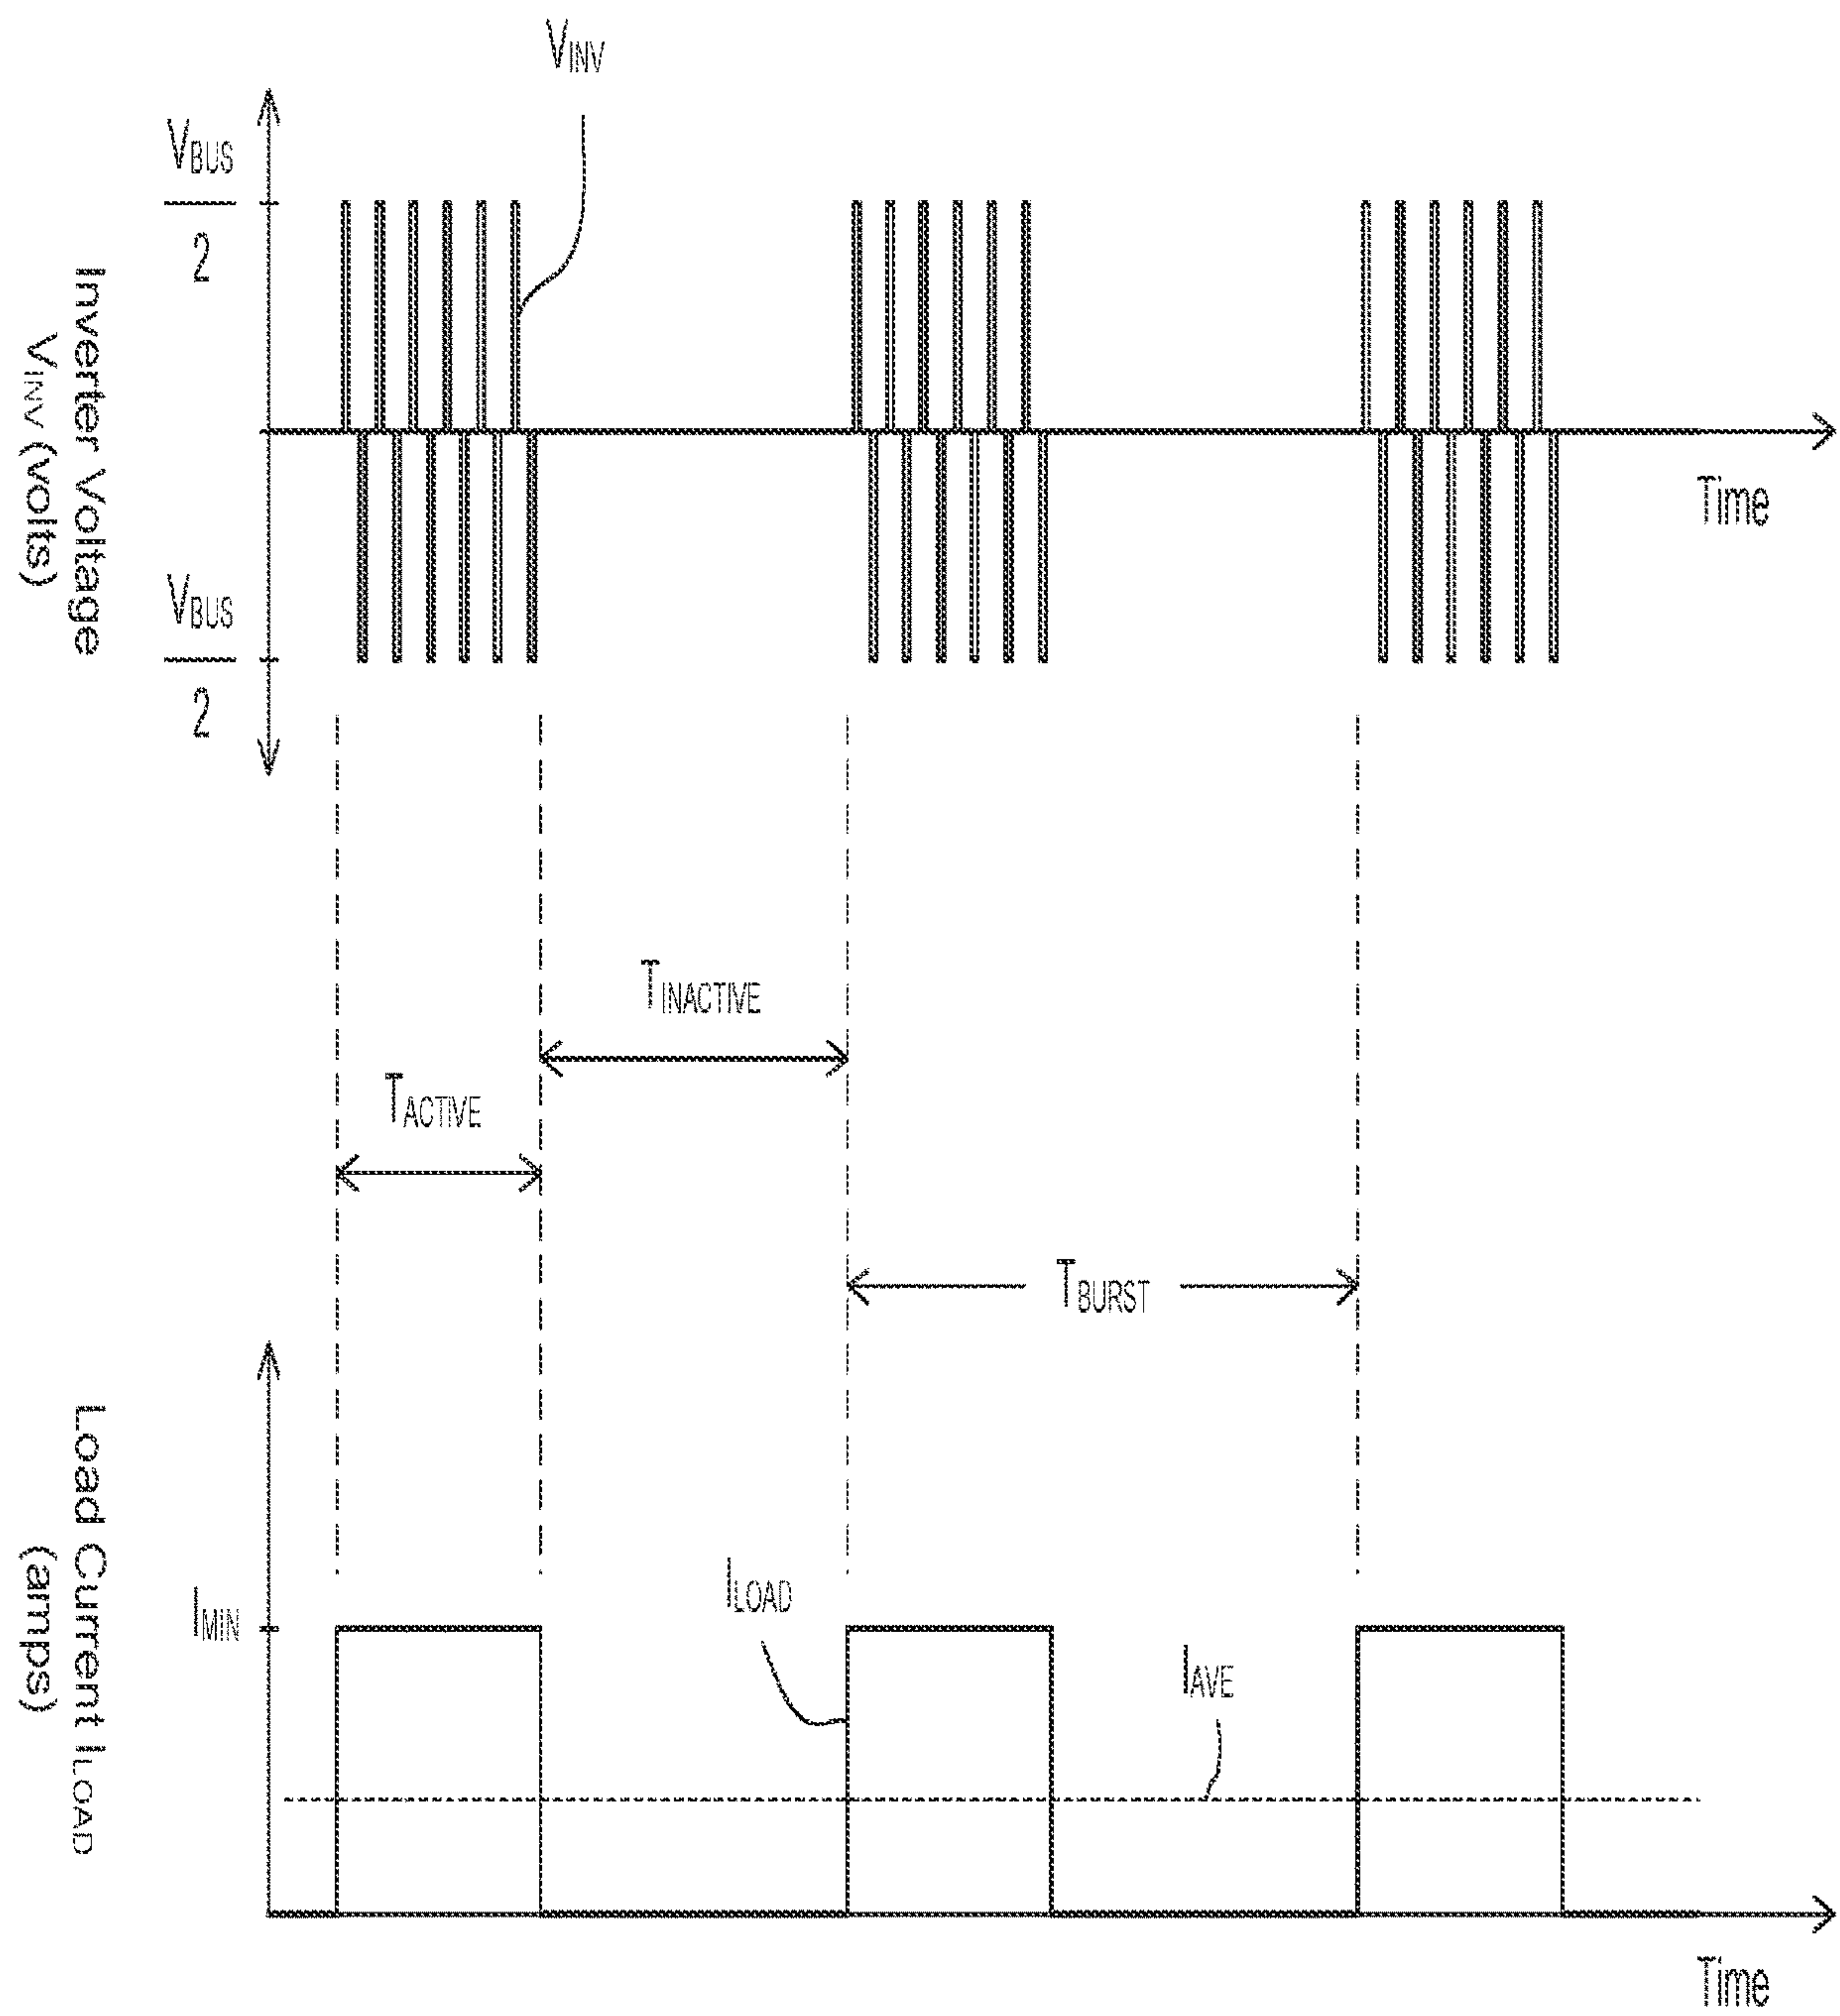 VINV
VBUS
2
Inverter Voltage
VINV (volts)
Time
VBUS
2
TINACTIVE
TACTIVE
TBURST
Load Current ILOAD
(amps)
IMIN
ILOAD
IAVE
Time